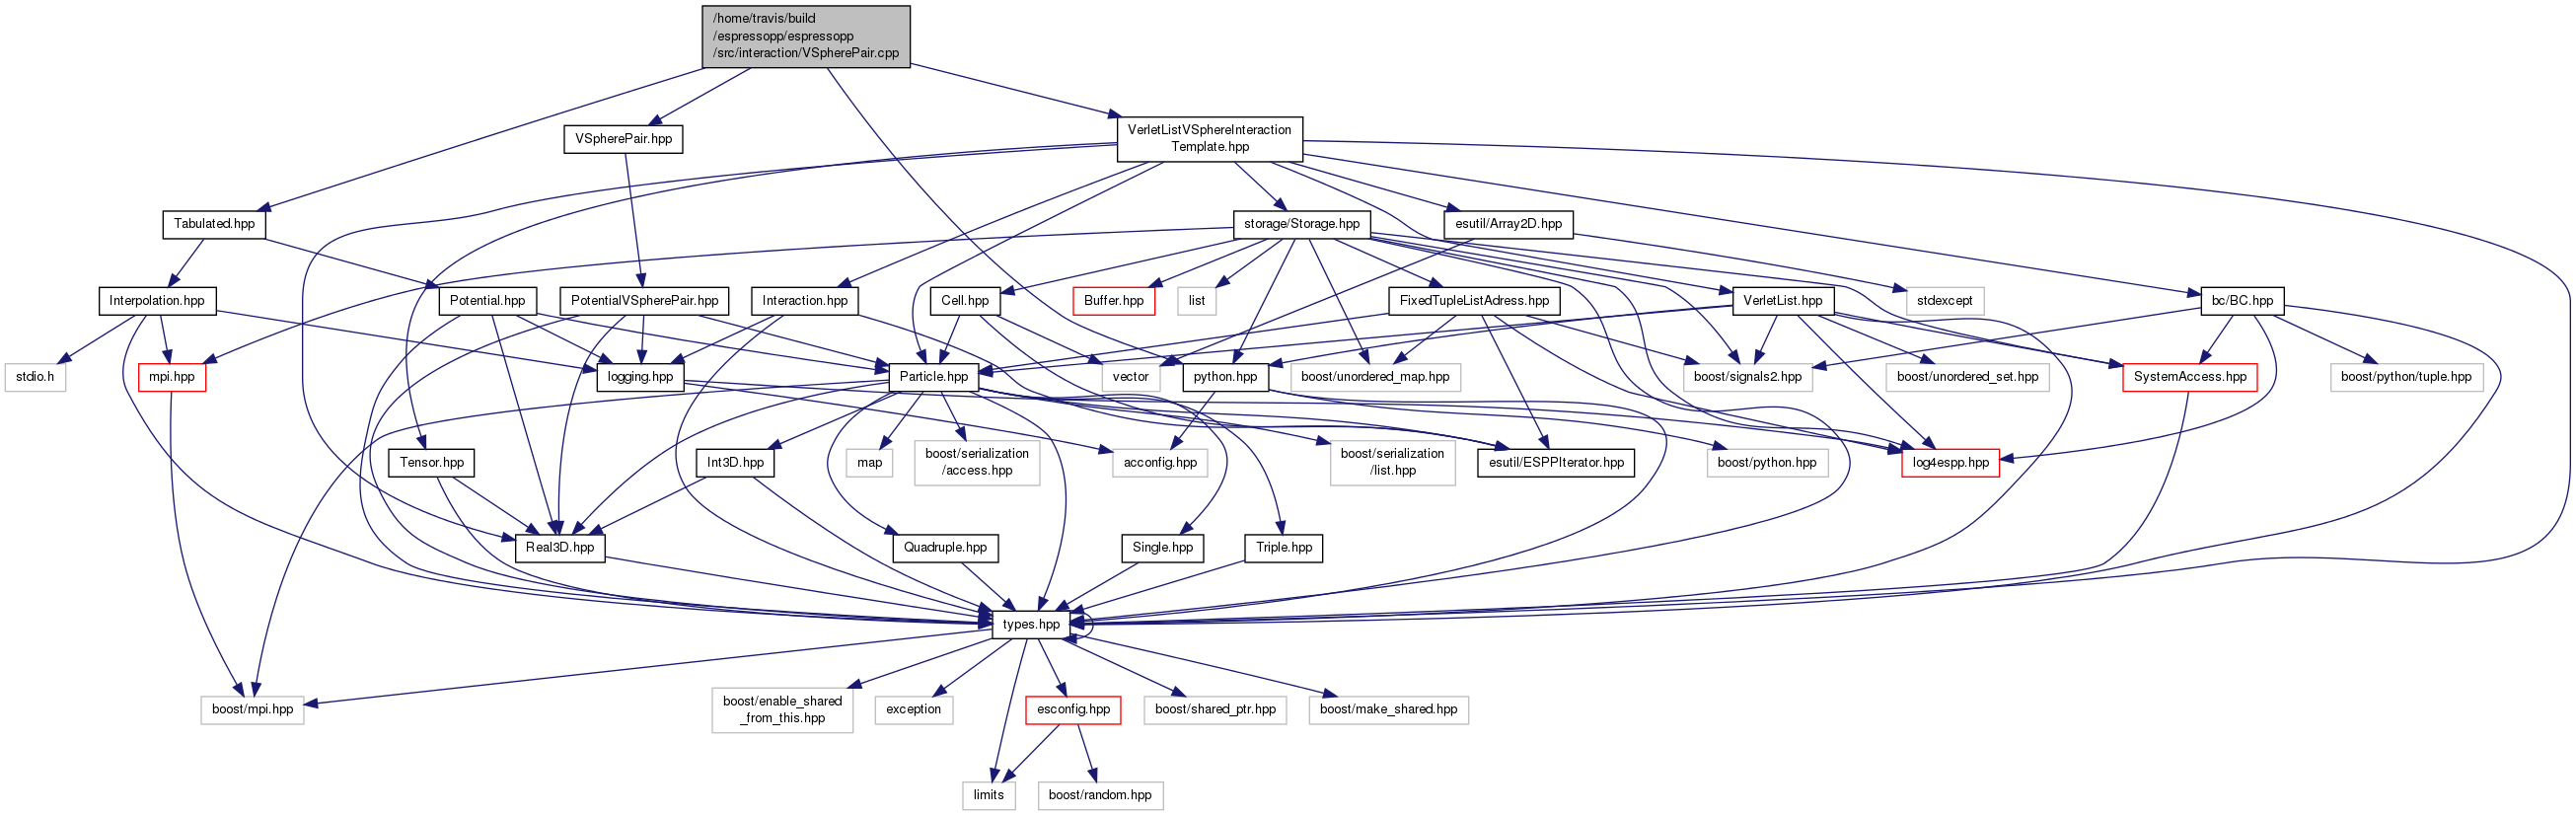 /home/travis/build
/espressopp/espressopp
/src/interaction/VSpherePair.cpp
VSpherePair.hpp
VerletListVSphereInteraction
Template.hpp
Tabulated.hpp
storage/Storage.hpp
esutil/Array2D.hpp
Interpolation.hpp
Potential.hpp
PotentialVSpherePair.hpp
Interaction.hpp
Cell.hpp
Buffer.hpp
list
FixedTupleListAdress.hpp
VerletList.hpp
stdexcept
bc/BC.hpp
stdio.h
mpi.hpp
logging.hpp
Particle.hpp
vector
python.hpp
boost/unordered_map.hpp
boost/signals2.hpp
boost/unordered_set.hpp
SystemAccess.hpp
boost/python/tuple.hpp
Tensor.hpp
Int3D.hpp
map
boost/serialization
/access.hpp
acconfig.hpp
boost/serialization
/list.hpp
esutil/ESPPIterator.hpp
boost/python.hpp
log4espp.hpp
Real3D.hpp
Quadruple.hpp
Single.hpp
Triple.hpp
types.hpp
boost/mpi.hpp
boost/enable_shared
_from_this.hpp
exception
esconfig.hpp
boost/shared_ptr.hpp
boost/make_shared.hpp
limits
boost/random.hpp